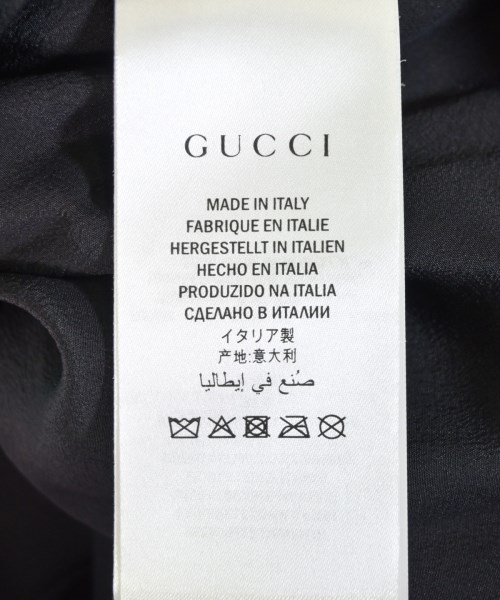 GUCCI
MADE IN ITALY
FABRIQUE EN ITALIE
HERGESTELLT IN ITALIEN
HECHO EN ITALIA
PRODUZIDO NA ITALIA
СДЕЛАНО В ИТАЛИИ
イタリア製
产地:意大利
صُنع في إيطاليا